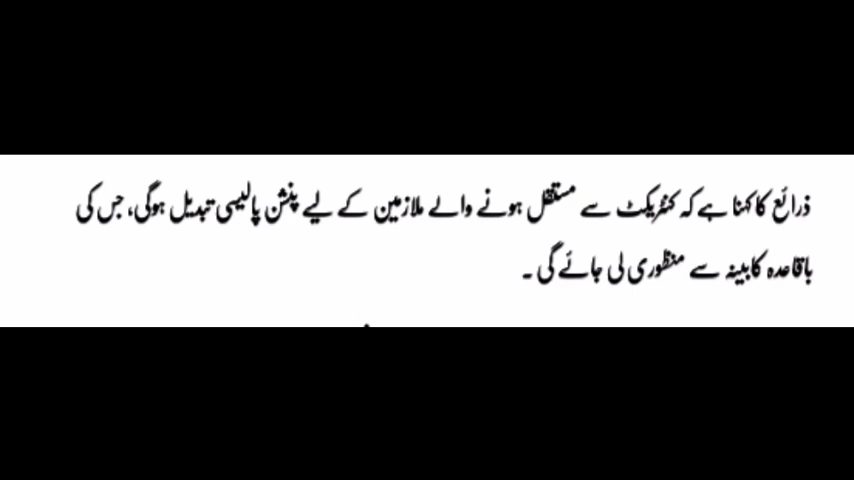 ذرائع کا کہنا ہے کہ کنٹریکٹ سے مستقل ہونے والے ملازمین کے لیے پنشن پالیسی تبدیل ہوگی، جس کی
باقاعدہ کابینہ سے منظوری لی جائے گی ۔